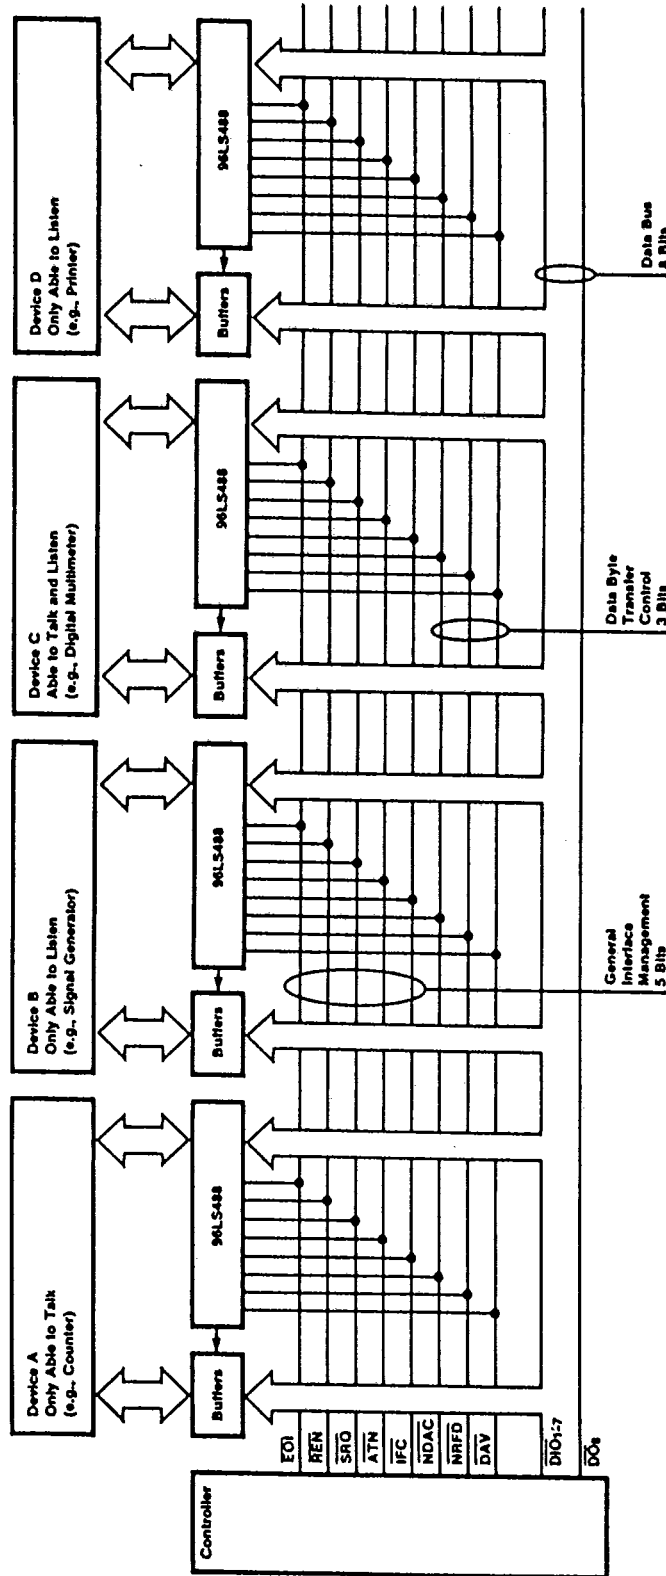 Device A
Only Able to Talk
(e.g., Counter)
Device B
Only Able to Listen
(e.g., Signal Generator)
Device C
Able to Talk and Listen
(e.g., Digital Multimeter)
Device D
Only Able to Listen
(e.g., Printer)
Buffers
96LS488
Buffers
96LS488
Buffers
96LS488
Buffers
96LS488
Controller
EOI
REN
SRQ
ATN
IFC
NDAC
NRFD
DAV
DIO1-7
DO8
General
Interface
Management
5 Bits
Data Byte
Transfer
Control
3 Bits
Data Bus
8 Bits